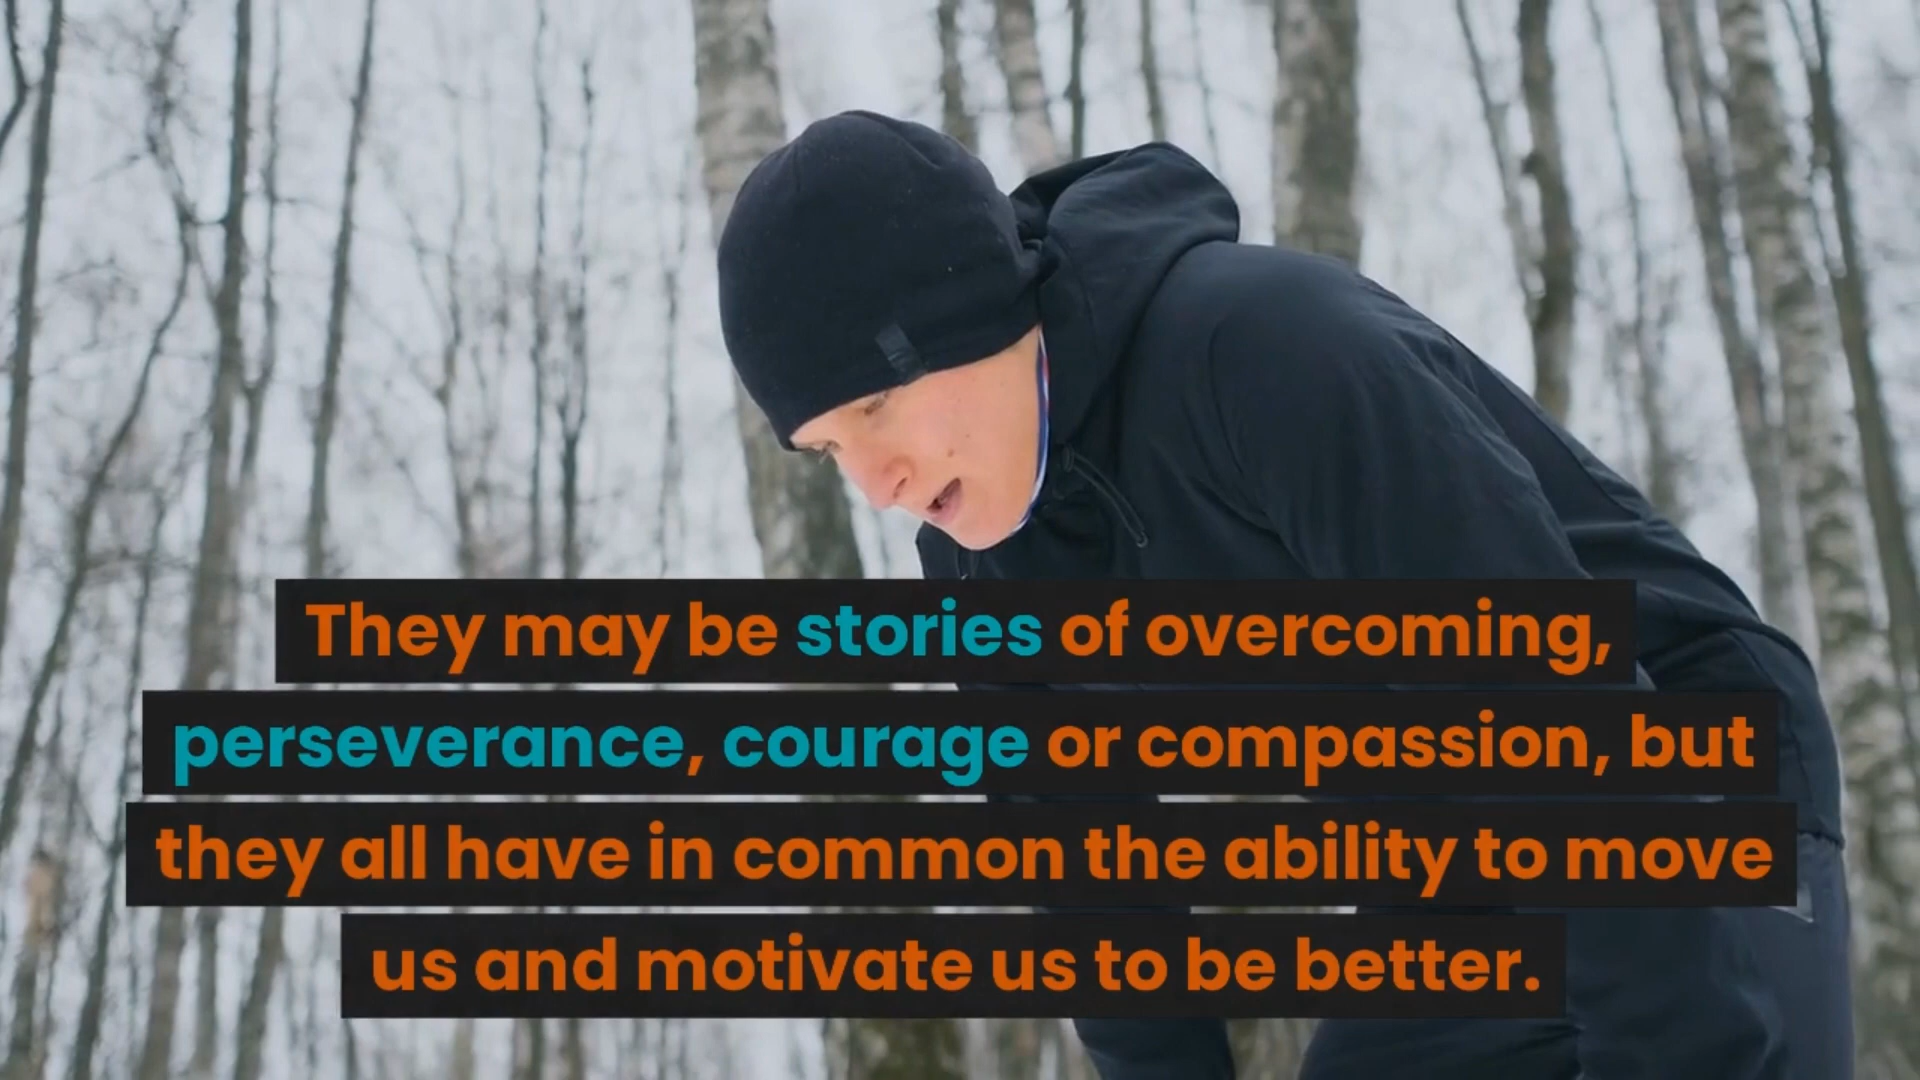 They may be stories of overcoming,
perseverance, courage or compassion, but
they all have in common the ability to move
us and motivate us to be better.